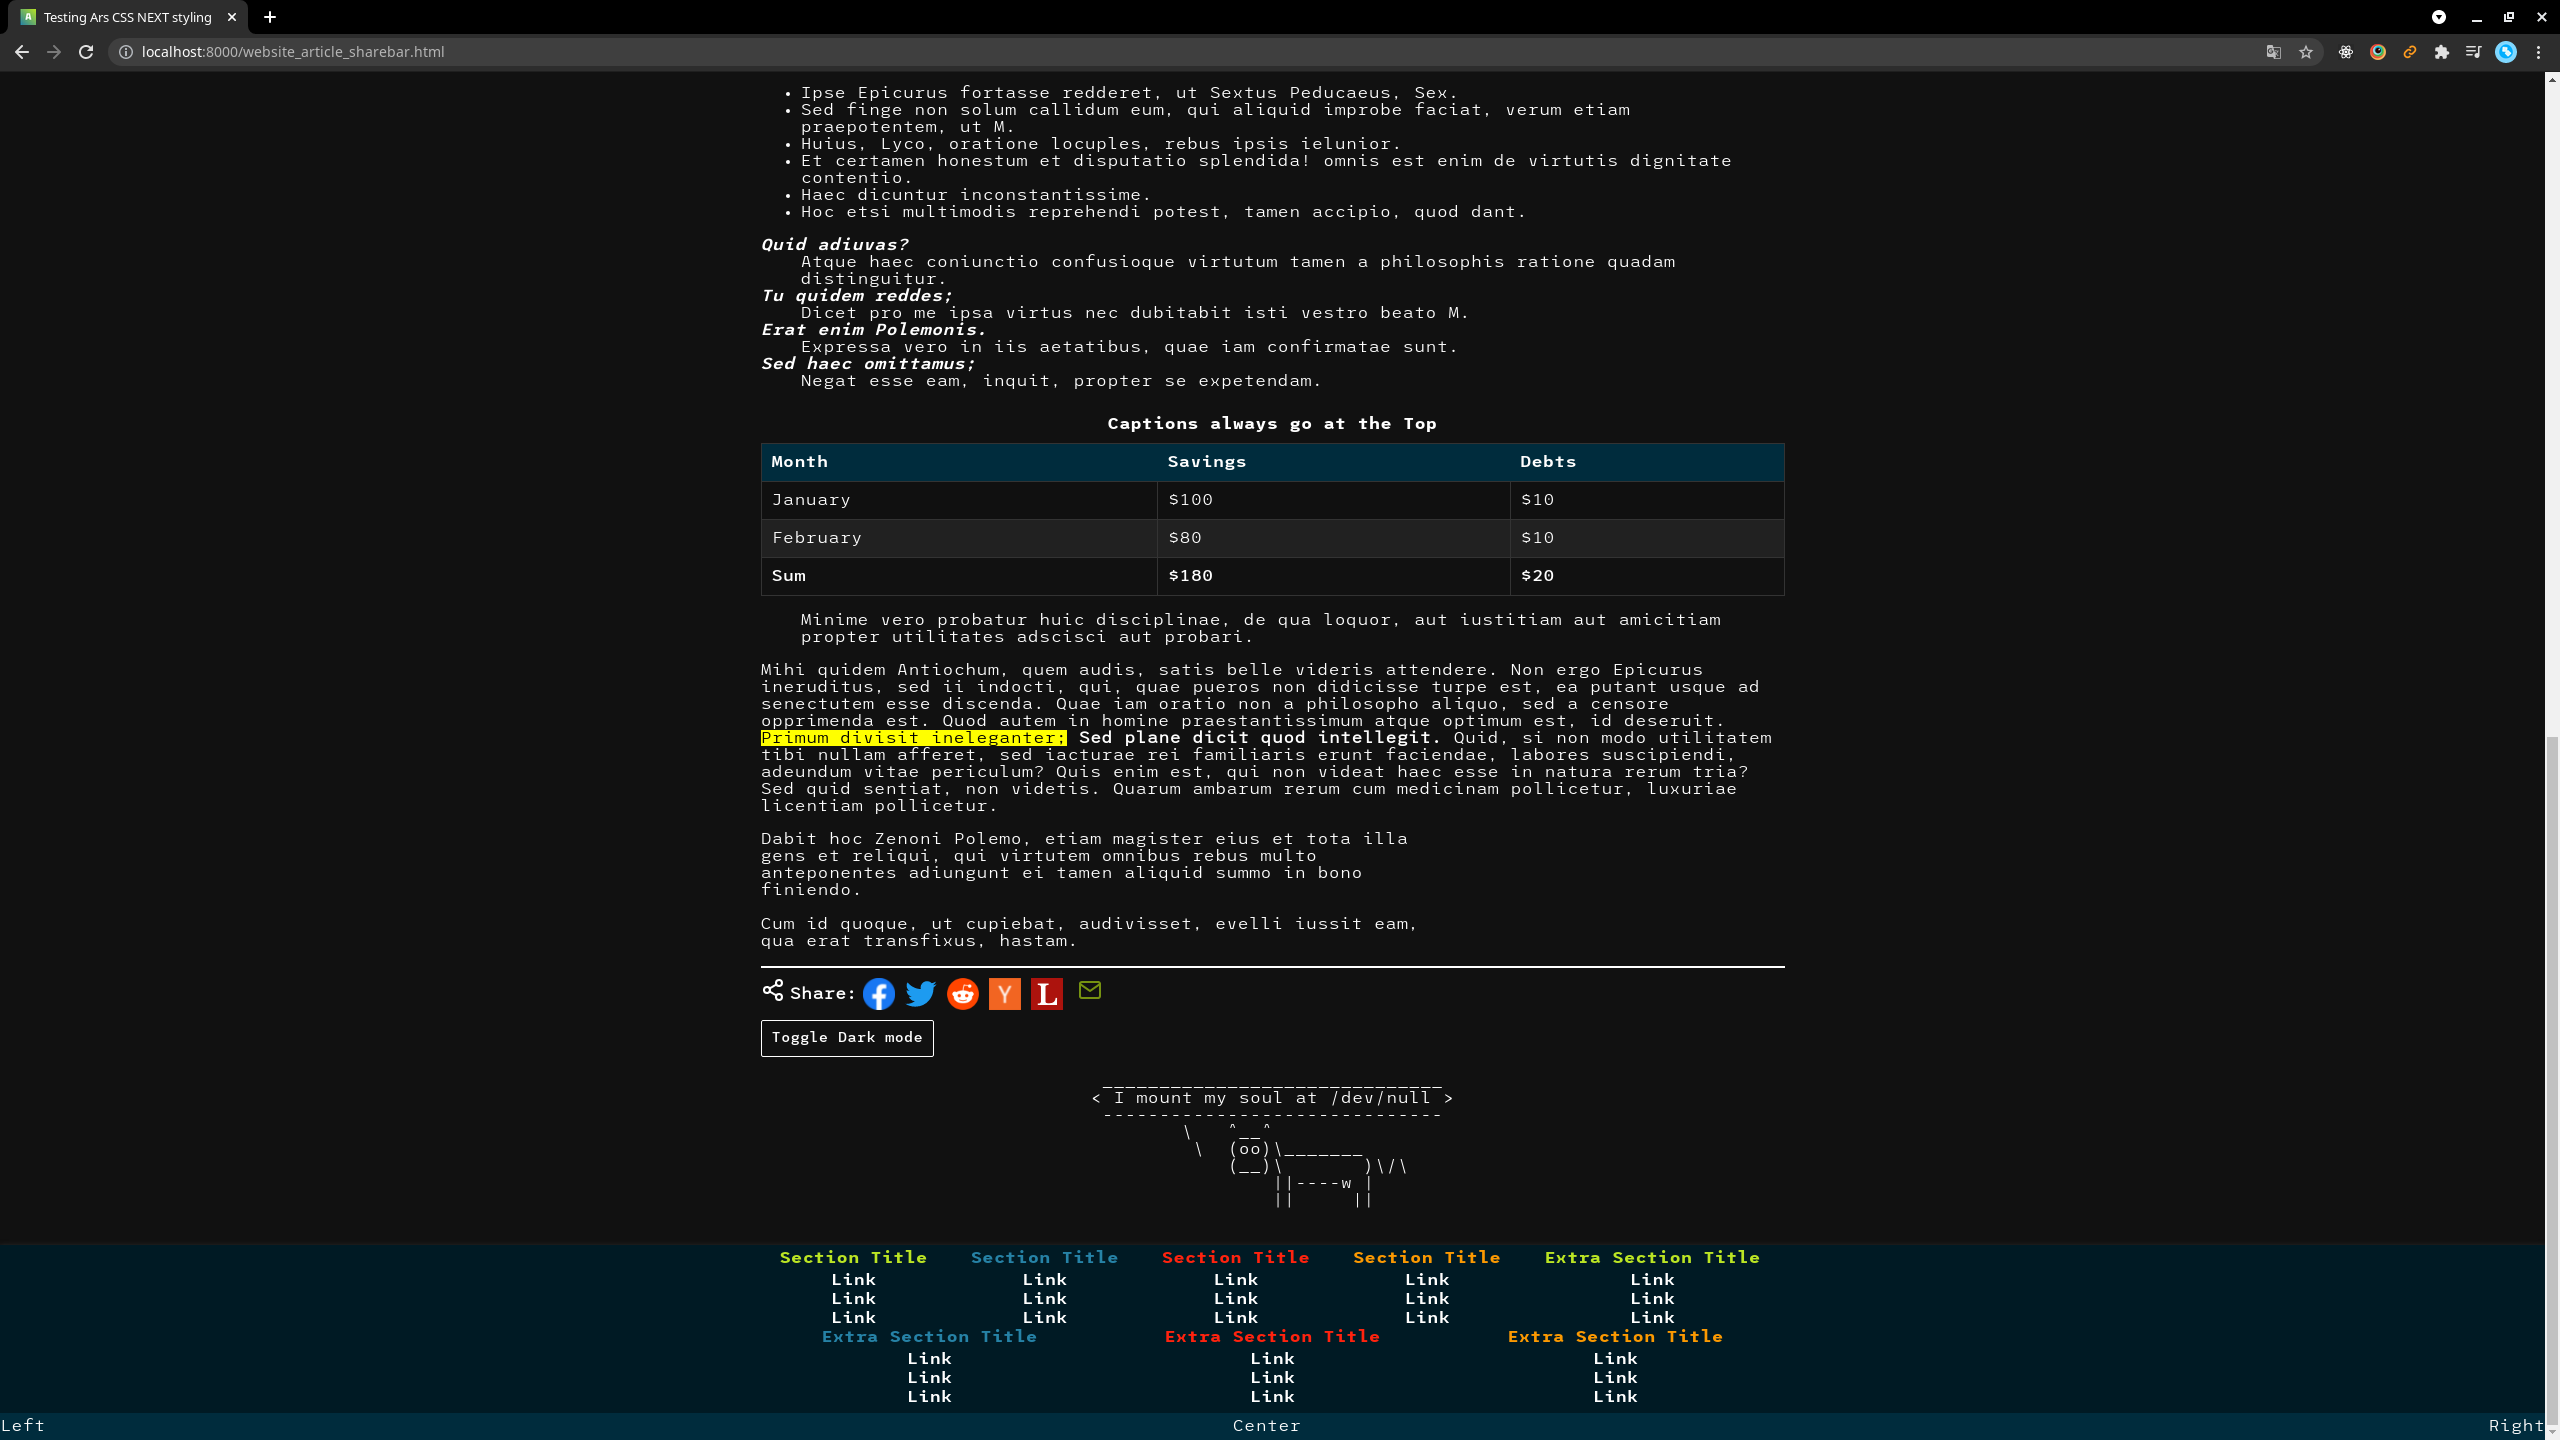 Testing Ars CSS NEXT styling
localhost:8000/website_article_sharebar.html
• Ipse Epicurus fortasse redderet, ut Sextus Peducaeus, Sex.
• Sed finge non solum callidum eum, qui aliquid improbe faciat, verum etiam
praepotentem, ut M.
• Huius, Lyco, oratione locuples, rebus ipsis ielunior.
• Et certamen honestum et disputatio splendida! omnis est enim de virtutis dignitate
contentio.
• Haec dicuntur inconstantissime.
• Hoc etsi multimodis reprehendi potest, tamen accipio, quod dant.
Quid adiuvas?
Atque haec coniunctio confusioque virtutum tamen a philosophis ratione quadam
distinguitur.
Tu quidem reddes;
Dicet pro me ipsa virtus nec dubitabit isti vestro beato M.
Erat enim Polemonis.
Expressa vero in iis aetatibus, quae iam confirmatae sunt.
Sed haec omittamus;
Negat esse eam, inquit, propter se expetendam.
Captions always go at the Top
Month Savings Debts
January $100 $10
February $80 $10
Sum $180 $20
Minime vero probatur huic disciplinae, de qua loquor, aut iustitiam aut amicitiam
propter utilitates adscisci aut probari.
Mihi quidem Antiochum, quem audis, satis belle videris attendere. Non ergo Epicurus
ineruditus, sed ii indocti, qui, quae pueros non didicisse turpe est, ea putant usque ad
senectutem esse discenda. Quae iam oratio non a philosopho aliquo, sed a censore
opprimenda est. Quod autem in homine praestantissimum atque optimum est, id deseruit.
Primum divisit ineleganter; Sed plane dicit quod intellegit. Quid, si non modo utilitatem
tibi nullam afferet, sed iacturae rei familiaris erunt faciendae, labores suscipiendi,
adeundum vitae periculum? Quis enim est, qui non videat haec esse in natura rerum tria?
Sed quid sentiat, non videtis. Quarum ambarum rerum cum medicinam pollicetur, luxuriae
licentiam pollicetur.
Dabit hoc Zenoni Polemo, etiam magister eius et tota illa
gens et reliqui, qui virtutem omnibus rebus multo
anteponentes adiungunt ei tamen aliquid summo in bono
finiendo.
Cum id quoque, ut cupiebat, audivisset, evelli iussit eam,
qua erat transfixus, hastam.
Share:
Toggle Dark mode
 ______________________________
< I mount my soul at /dev/null >
 ------------------------------
        \   ^__^
         \  (oo)\_______
            (__)\       )\/\
                ||----w |
                ||     ||
Section Title Section Title Section Title Section Title Extra Section Title
Link Link Link Link Link
Link Link Link Link Link
Link Link Link Link Link
Extra Section Title Extra Section Title Extra Section Title
Link Link Link
Link Link Link
Link Link Link
Left Center Right